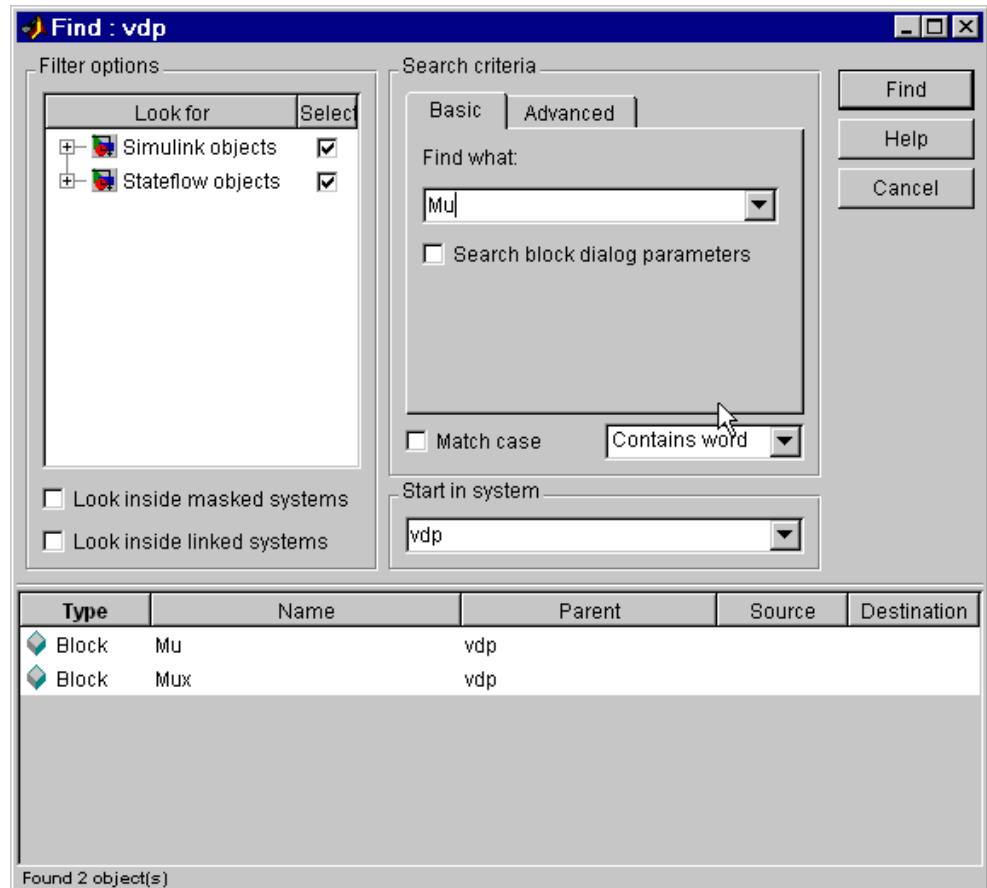 Find : vdp
Filter options
Look for Select
Simulink objects
Stateflow objects
Look inside masked systems
Look inside linked systems
Search criteria
Basic Advanced
Find what:
Mu
Search block dialog parameters
Match case Contains word
Start in system
vdp
Find
Help
Cancel
Type Name Parent Source Destination
Block Mu vdp
Block Mux vdp
Found 2 object(s)